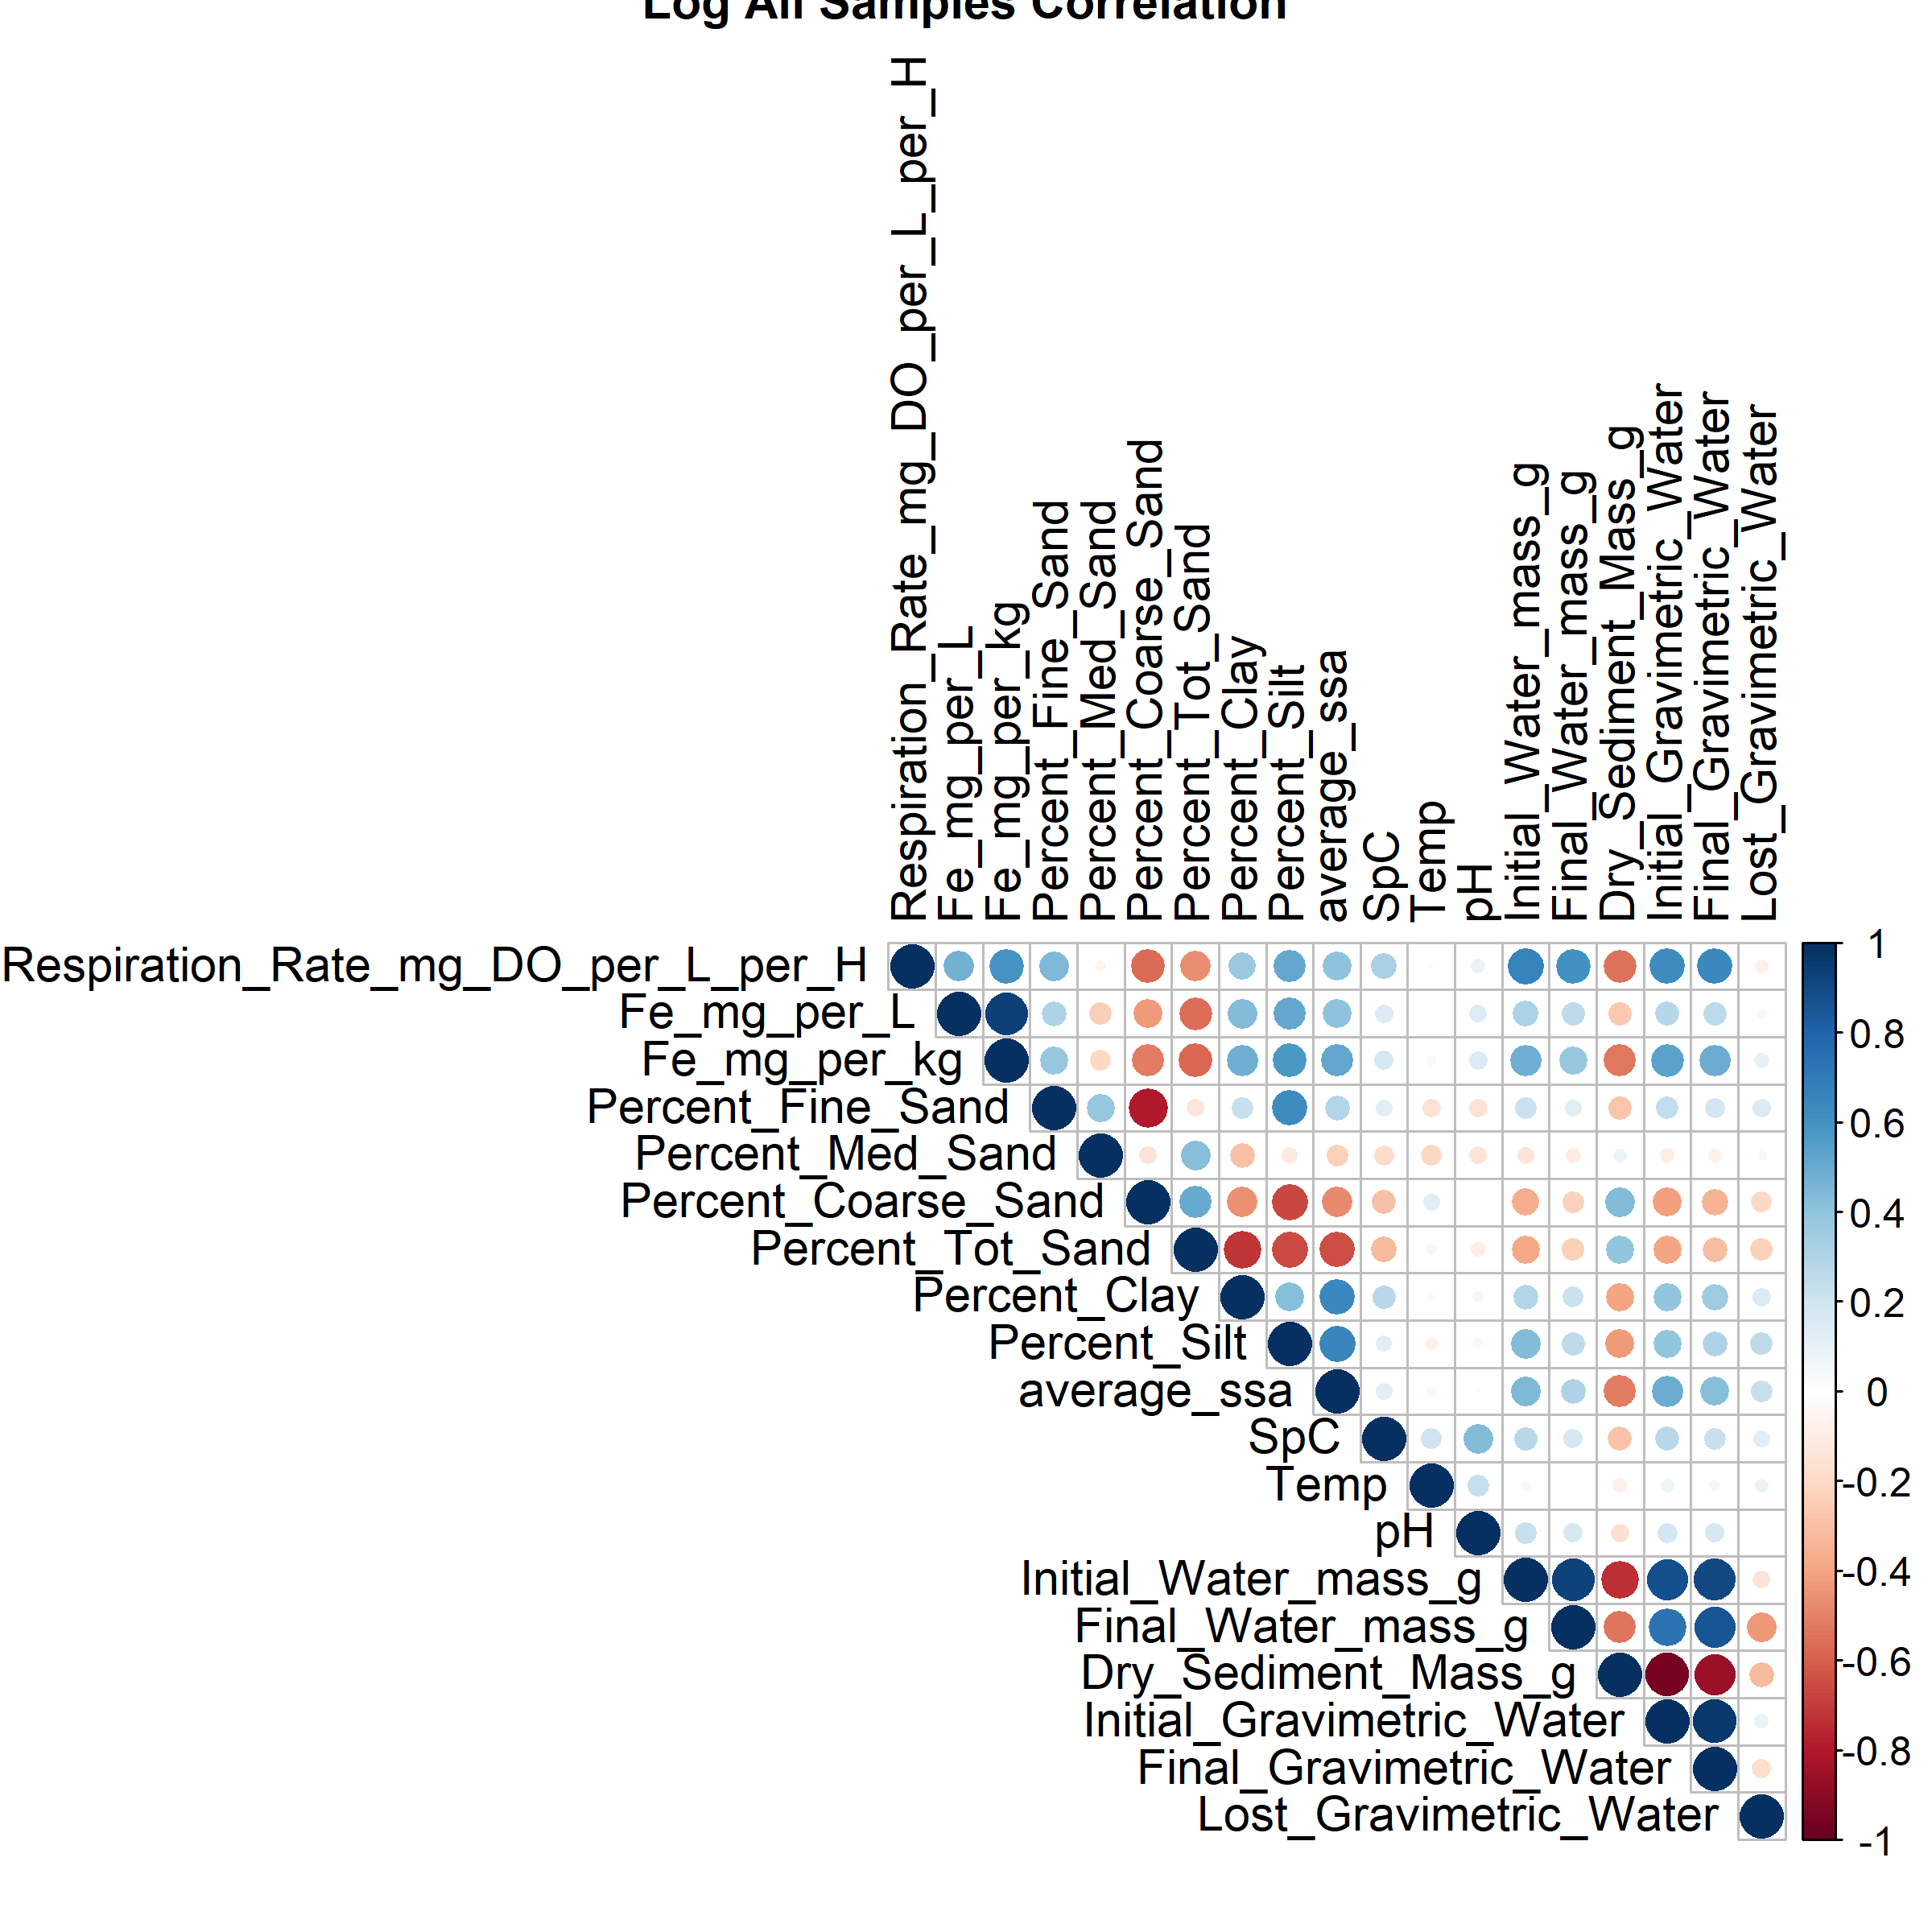 Log All Samples Correlation
Respiration_Rate_mg_DO_per_L_per_H
Fe_mg_per_L
Fe_mg_per_kg
Percent_Fine_Sand
Percent_Med_Sand
Percent_Coarse_Sand
Percent_Tot_Sand
Percent_Clay
Percent_Silt
average_ssa
SpC
Temp
pH
Initial_Water_mass_g
Final_Water_mass_g
Dry_Sediment_Mass_g
Initial_Gravimetric_Water
Final_Gravimetric_Water
Lost_Gravimetric_Water
Respiration_Rate_mg_DO_per_L_per_H
Fe_mg_per_L
Fe_mg_per_kg
Percent_Fine_Sand
Percent_Med_Sand
Percent_Coarse_Sand
Percent_Tot_Sand
Percent_Clay
Percent_Silt
average_ssa
SpC
Temp
pH
Initial_Water_mass_g
Final_Water_mass_g
Dry_Sediment_Mass_g
Initial_Gravimetric_Water
Final_Gravimetric_Water
Lost_Gravimetric_Water
1
0.8
0.6
0.4
0.2
0
-0.2
-0.4
-0.6
-0.8
-1